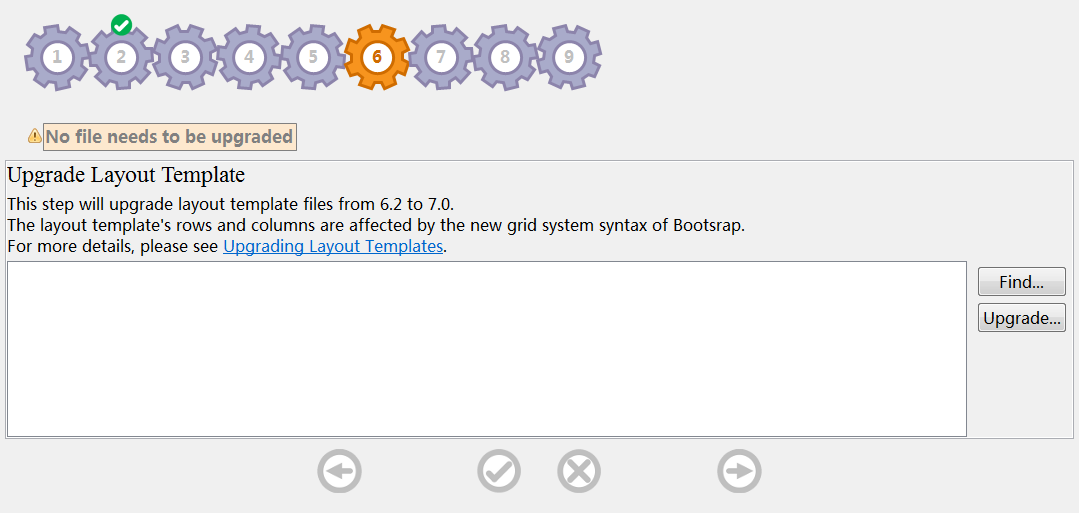 1 2 3 4 5 6 7 8 9
No file needs to be upgraded
Upgrade Layout Template
This step will upgrade layout template files from 6.2 to 7.0.
The layout template's rows and columns are affected by the new grid system syntax of Bootsrap.
For more details, please see Upgrading Layout Templates.
Find...
Upgrade...